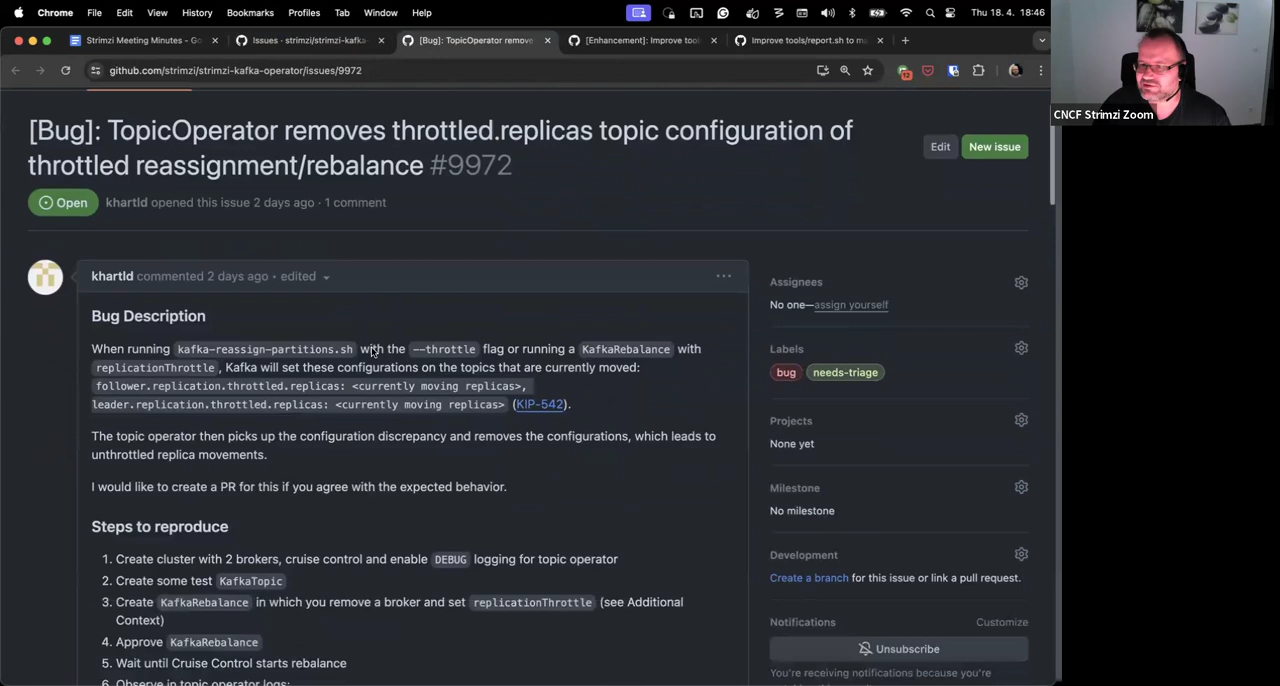 Chrome File Edit View History Bookmarks Profiles Tab Window Help Thu 18. 4. 18:46
Strimzi Meeting Minutes - Go Issues · strimzi/strimzi-kafka- [Bug]: TopicOperator remove [Enhancement]: Improve tool Improve tools/report.sh to ma
github.com/strimzi/strimzi-kafka-operator/issues/9972
12
CNCF Strimzi Zoom
[Bug]: TopicOperator removes throttled.replicas topic configuration of
throttled reassignment/rebalance #9972
Edit New issue
Open khartld opened this issue 2 days ago · 1 comment
khartld commented 2 days ago · edited
Bug Description
When running kafka-reassign-partitions.sh with the --throttle flag or running a KafkaRebalance with
replicationThrottle , Kafka will set these configurations on the topics that are currently moved:
follower.replication.throttled.replicas: <currently moving replicas>,
leader.replication.throttled.replicas: <currently moving replicas> (KIP-542).
The topic operator then picks up the configuration discrepancy and removes the configurations, which leads to
unthrottled replica movements.
I would like to create a PR for this if you agree with the expected behavior.
Steps to reproduce
1. Create cluster with 2 brokers, cruise control and enable DEBUG logging for topic operator
2. Create some test KafkaTopic
3. Create KafkaRebalance in which you remove a broker and set replicationThrottle (see Additional
Context)
4. Approve KafkaRebalance
5. Wait until Cruise Control starts rebalance
6. Observe in topic operator logs:
Assignees
No one—assign yourself
Labels
bug needs-triage
Projects
None yet
Milestone
No milestone
Development
Create a branch for this issue or link a pull request.
Notifications Customize
Unsubscribe
You're receiving notifications because you're